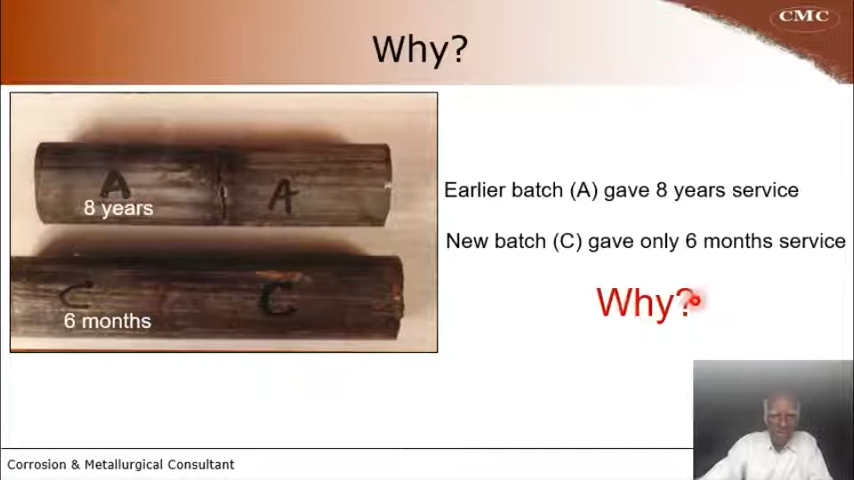 CMC
Why?
A A
8 years
C C
6 months
Earlier batch (A) gave 8 years service
New batch (C) gave only 6 months service
Why?
Corrosion & Metallurgical Consultant